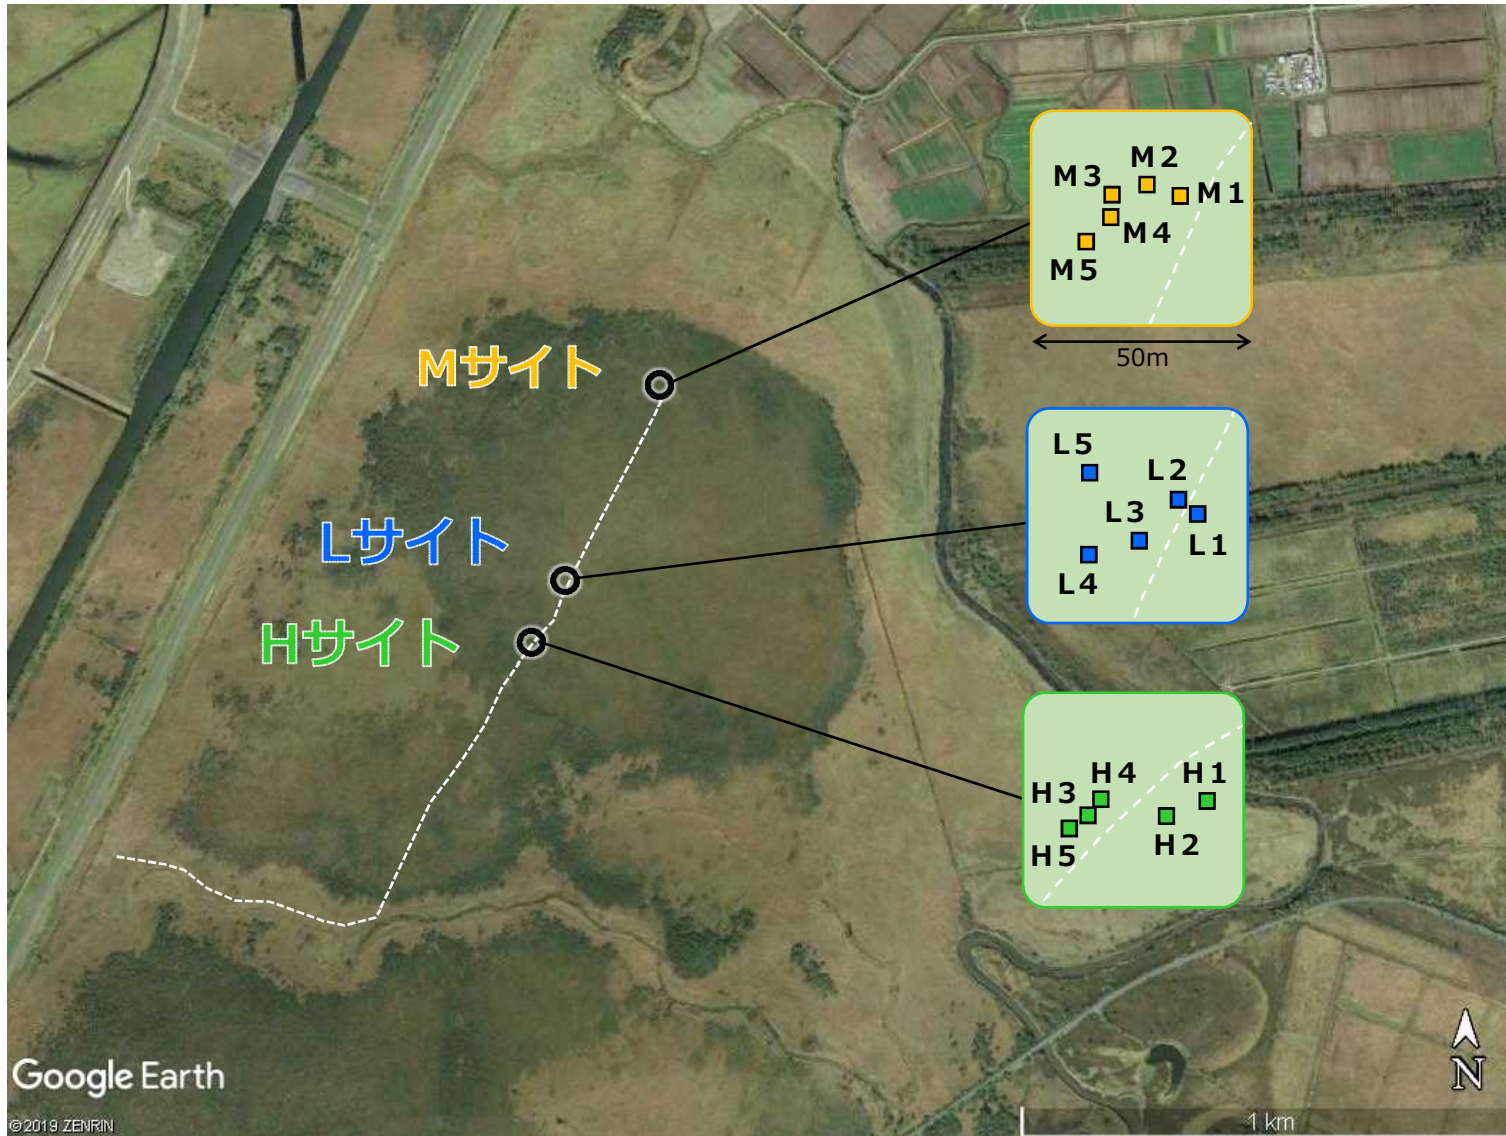 M2
M3
M1
M4
M5
50m
Mサイト
L5
L2
L3
L1
L4
Lサイト
Hサイト
H4
H1
H3
H2
H5
N
Google Earth
©2019 ZENRIN
1 km